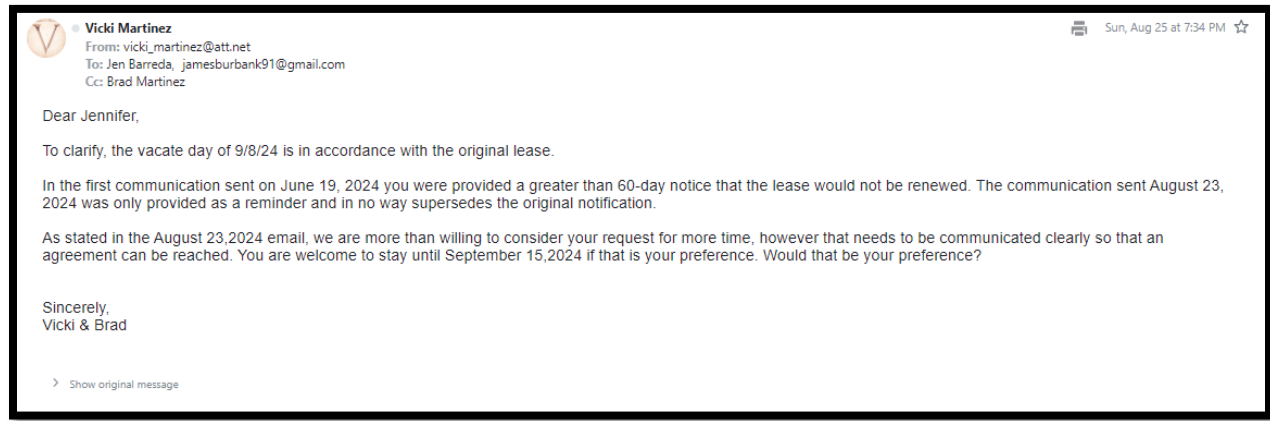 V
Vicki Martinez
Sun, Aug 25 at 7:34 PM
From: vicki_martinez@att.net
To: Jen Barreda, jamesburbank91@gmail.com
Cc: Brad Martinez
Dear Jennifer,
To clarify, the vacate day of 9/8/24 is in accordance with the original lease.
In the first communication sent on June 19, 2024 you were provided a greater than 60-day notice that the lease would not be renewed. The communication sent August 23,
2024 was only provided as a reminder and in no way supersedes the original notification.
As stated in the August 23,2024 email, we are more than willing to consider your request for more time, however that needs to be communicated clearly so that an
agreement can be reached. You are welcome to stay until September 15,2024 if that is your preference. Would that be your preference?
Sincerely,
Vicki & Brad
Show original message